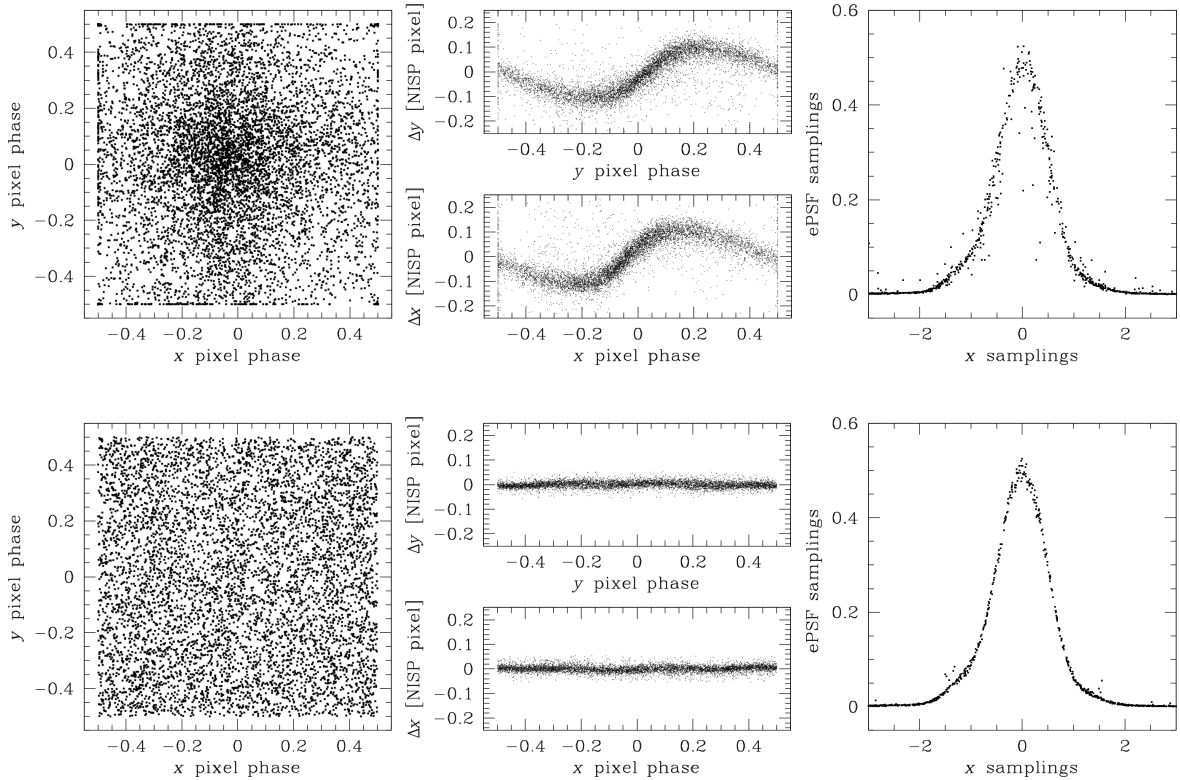 0.4
0.2
0
−0.2
−0.4
y pixel phase
−0.4 −0.2 0 0.2 0.4
x pixel phase
0.2
0.1
0
−0.1
−0.2
Δy [NISP pixel]
−0.4 −0.2 0 0.2 0.4
y pixel phase
0.2
0.1
0
−0.1
−0.2
Δx [NISP pixel]
−0.4 −0.2 0 0.2 0.4
x pixel phase
0.6
0.4
0.2
0
ePSF samplings
−2 0 2
x samplings
0.4
0.2
0
−0.2
−0.4
y pixel phase
−0.4 −0.2 0 0.2 0.4
x pixel phase
0.2
0.1
0
−0.1
−0.2
Δy [NISP pixel]
−0.4 −0.2 0 0.2 0.4
y pixel phase
0.2
0.1
0
−0.1
−0.2
Δx [NISP pixel]
−0.4 −0.2 0 0.2 0.4
x pixel phase
0.6
0.4
0.2
0
ePSF samplings
−2 0 2
x samplings